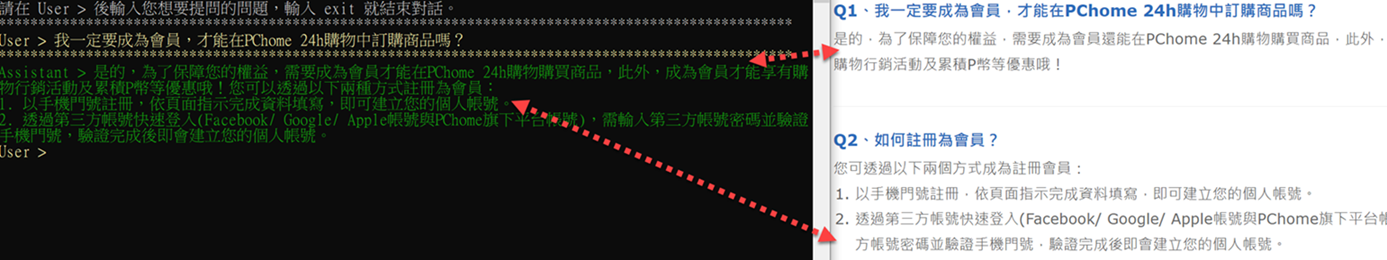 請在 User > 後輸入您想要提問的問題，輸入 exit 就結束對話。
User > 我一定要成為會員，才能在PChome 24h購物中訂購商品嗎？
Assistant > 是的，為了保障您的權益，需要成為會員才能在PChome 24h購物購買商品，此外，成為會員才能享有購
物行銷活動及累積P幣等優惠哦！您可以透過以下兩種方式註冊為會員：
1. 以手機門號註冊，依頁面指示完成資料填寫，即可建立您的個人帳號。
2. 透過第三方帳號快速登入(Facebook/ Google/ Apple帳號與PChome旗下平台帳號)，需輸入第三方帳號密碼並驗證
手機門號，驗證完成後即會建立您的個人帳號。
User >
Q1、我一定要成為會員，才能在PChome 24h購物中訂購商品嗎？
是的，為了保障您的權益，需要成為會員還能在PChome 24h購物購買商品，此外，
購物行銷活動及累積P幣等優惠哦！
Q2、如何註冊為會員？
您可透過以下兩個方式成為註冊會員：
1. 以手機門號註冊，依頁面指示完成資料填寫，即可建立您的個人帳號。
2. 透過第三方帳號快速登入(Facebook/ Google/ Apple帳號與PChome旗下平台
方帳號密碼並驗證手機門號，驗證完成後即會建立您的個人帳號。